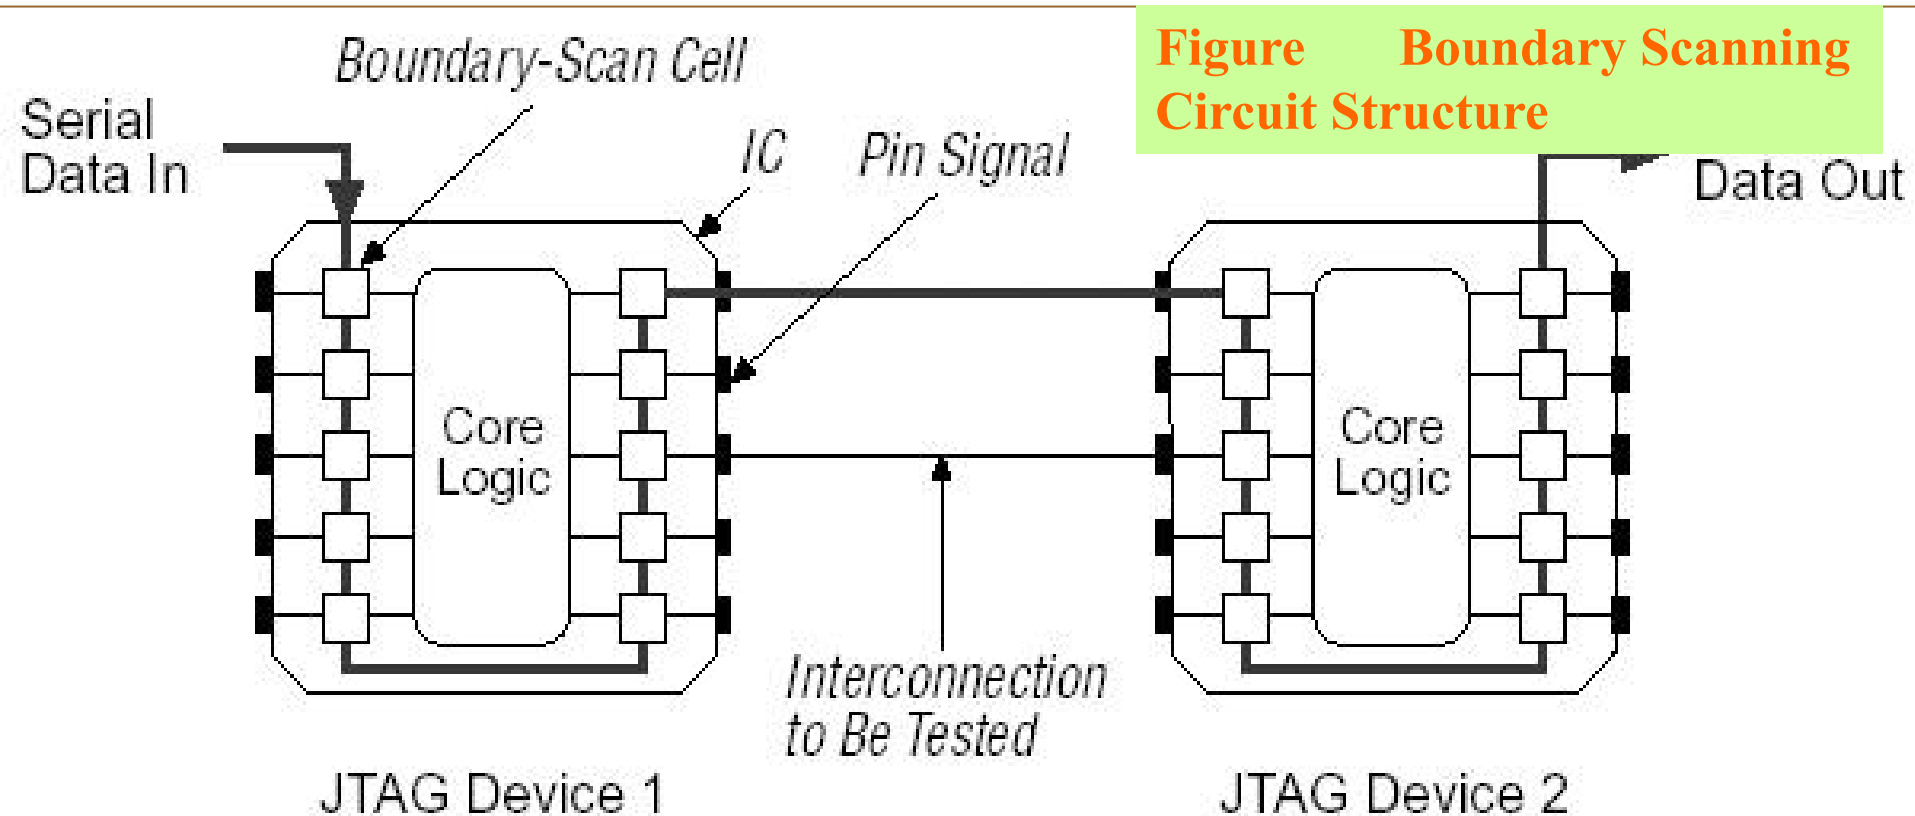 Figure Boundary Scanning
Circuit Structure
Boundary-Scan Cell
Serial
Data In
IC
Pin Signal
Data Out
Core
Logic
Core
Logic
Interconnection
to Be Tested
JTAG Device 1
JTAG Device 2